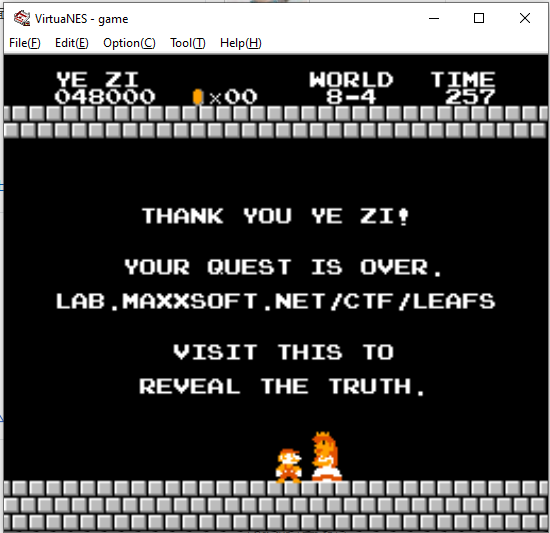 VirtuaNES - game
File(F) Edit(E) Option(C) Tool(T) Help(H)
YE ZI WORLD TIME
048000 ×00 8-4 257
THANK YOU YE ZI!
YOUR QUEST IS OVER.
LAB.MAXXSOFT.NET/CTF/LEAFS
VISIT THIS TO
REVEAL THE TRUTH.